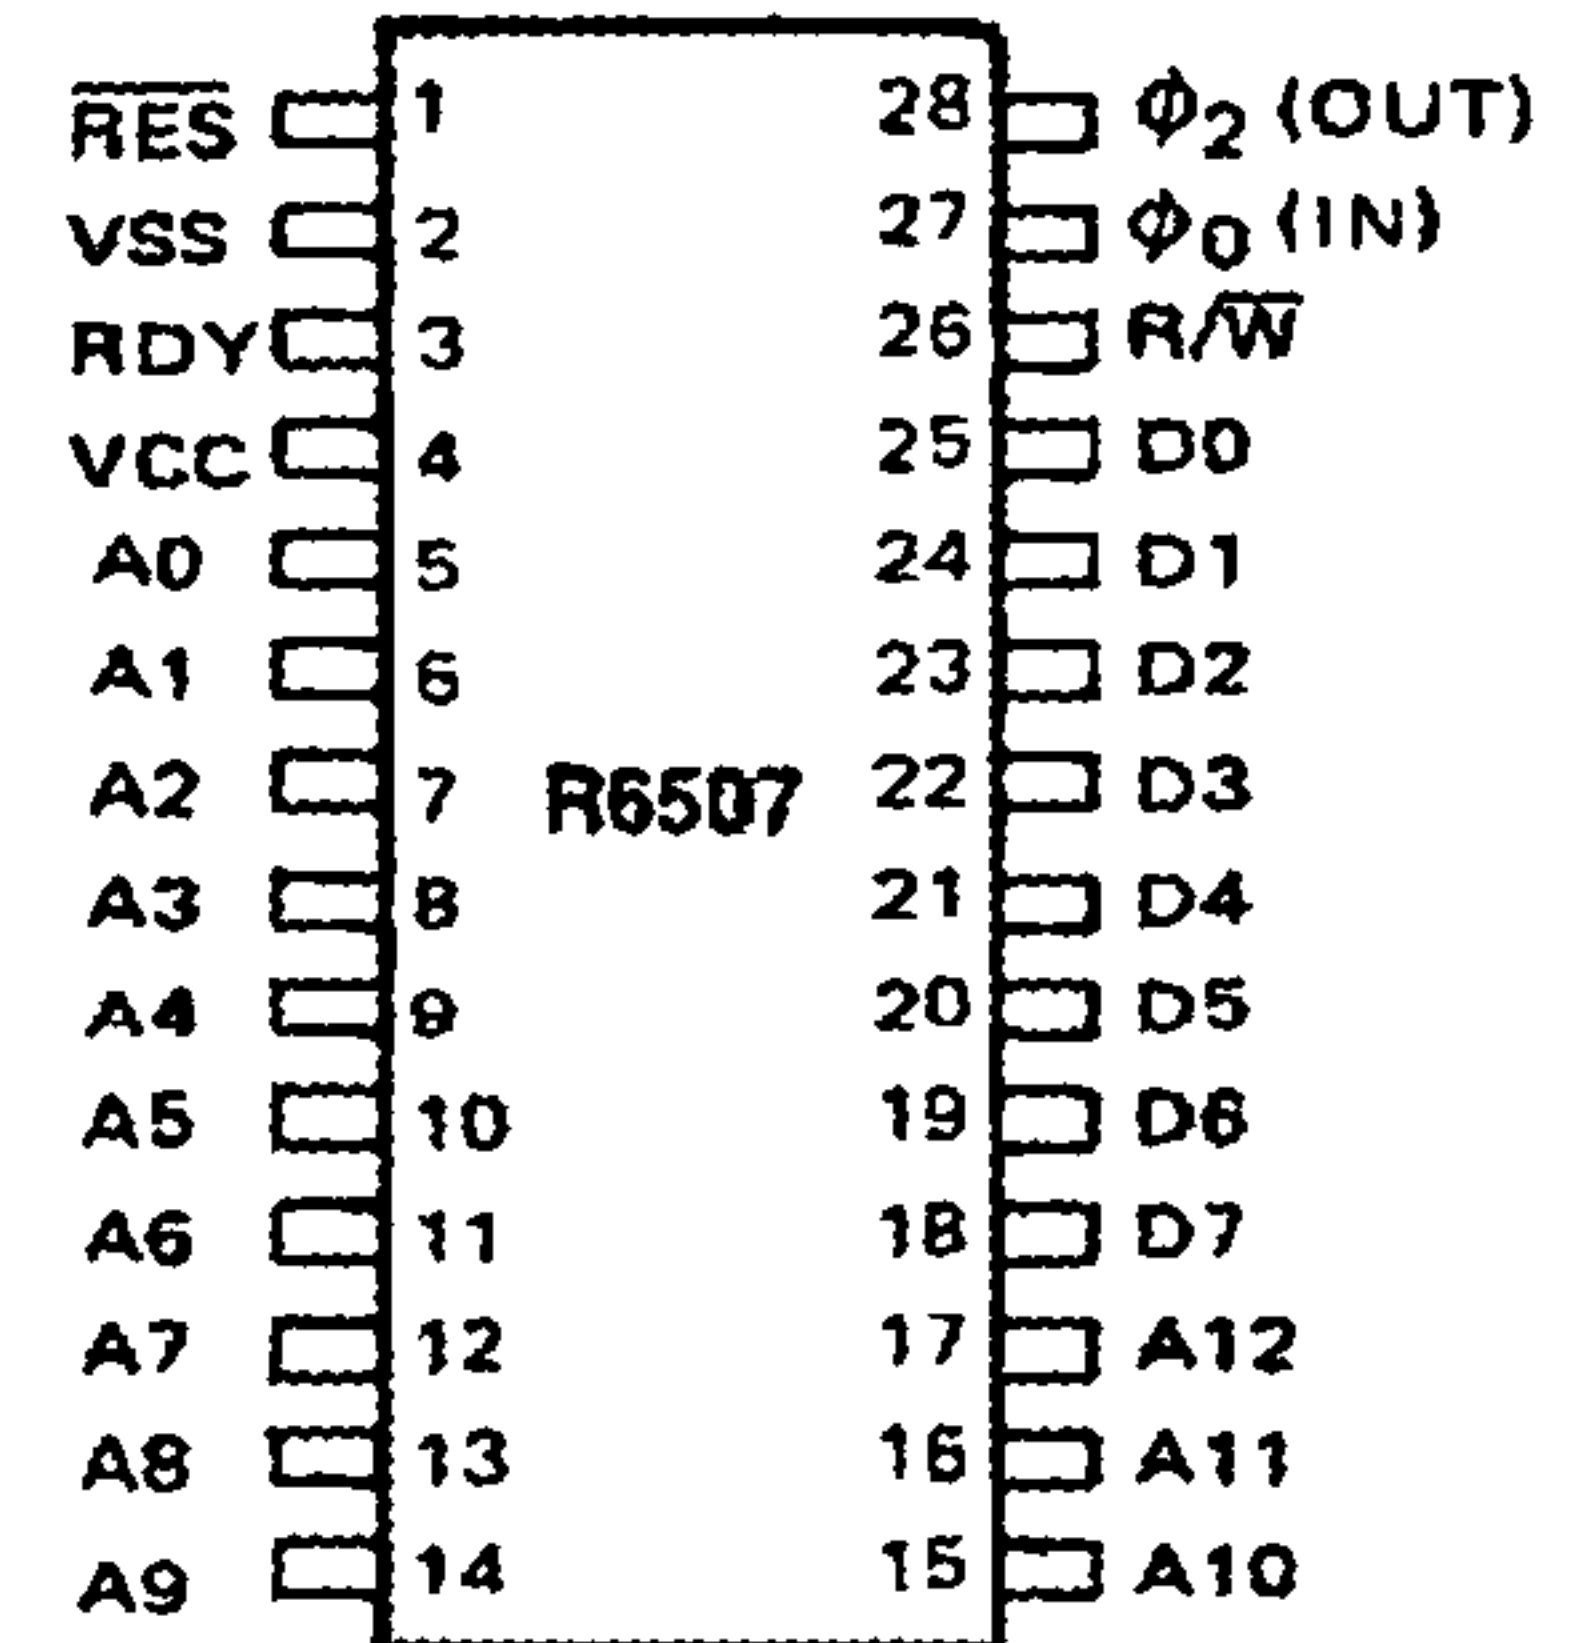 RES 1 28 ϕ2 (OUT)
VSS 2 27 ϕ0 (IN)
RDY 3 26 R/W
VCC 4 25 D0
A0 5 24 D1
A1 6 23 D2
A2 7 R6507 22 D3
A3 8 21 D4
A4 9 20 D5
A5 10 19 D6
A6 11 18 D7
A7 12 17 A12
A8 13 16 A11
A9 14 15 A10